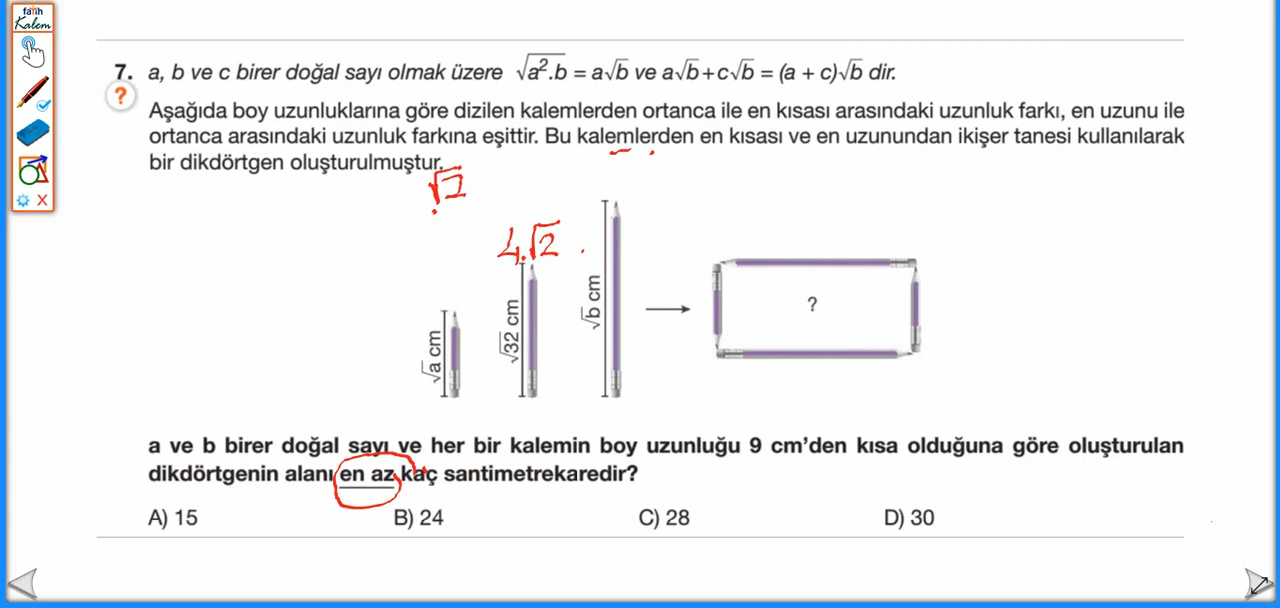 fatih
Kalem
7. a, b ve c birer doğal sayı olmak üzere √a².b = a√b ve a√b+c√b = (a + c)√b dir.
?
Aşağıda boy uzunluklarına göre dizilen kalemlerden ortanca ile en kısası arasındaki uzunluk farkı, en uzunu ile
ortanca arasındaki uzunluk farkına eşittir. Bu kalemlerden en kısası ve en uzunundan ikişer tanesi kullanılarak
bir dikdörtgen oluşturulmuştur.
√2
4.√2
√a cm
√32 cm
√b cm
?
a ve b birer doğal sayı ve her bir kalemin boy uzunluğu 9 cm'den kısa olduğuna göre oluşturulan
dikdörtgenin alanı en az kaç santimetrekaredir?
A) 15 B) 24 C) 28 D) 30